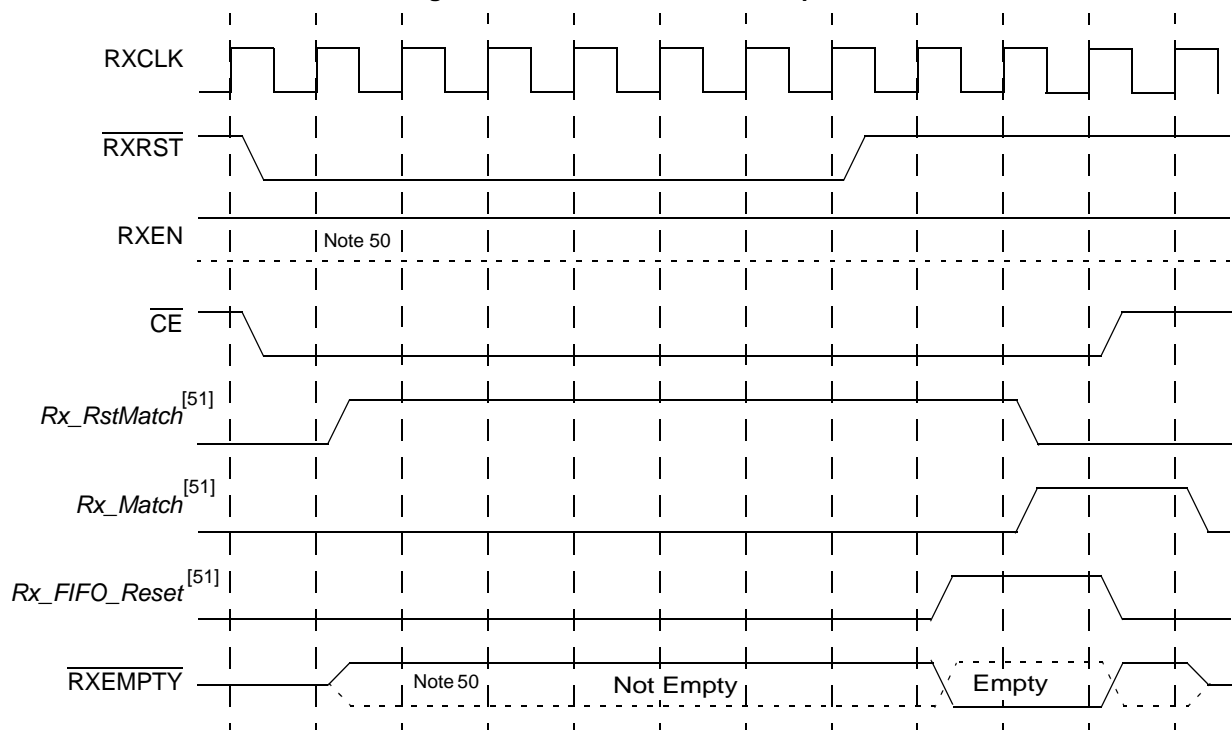 RXCLK
RXRST
RXEN
Note 50
CE
Rx_RstMatch[51]
Rx_Match[51]
Rx_FIFO_Reset[51]
RXEMPTY
Note 50
Not Empty
Empty